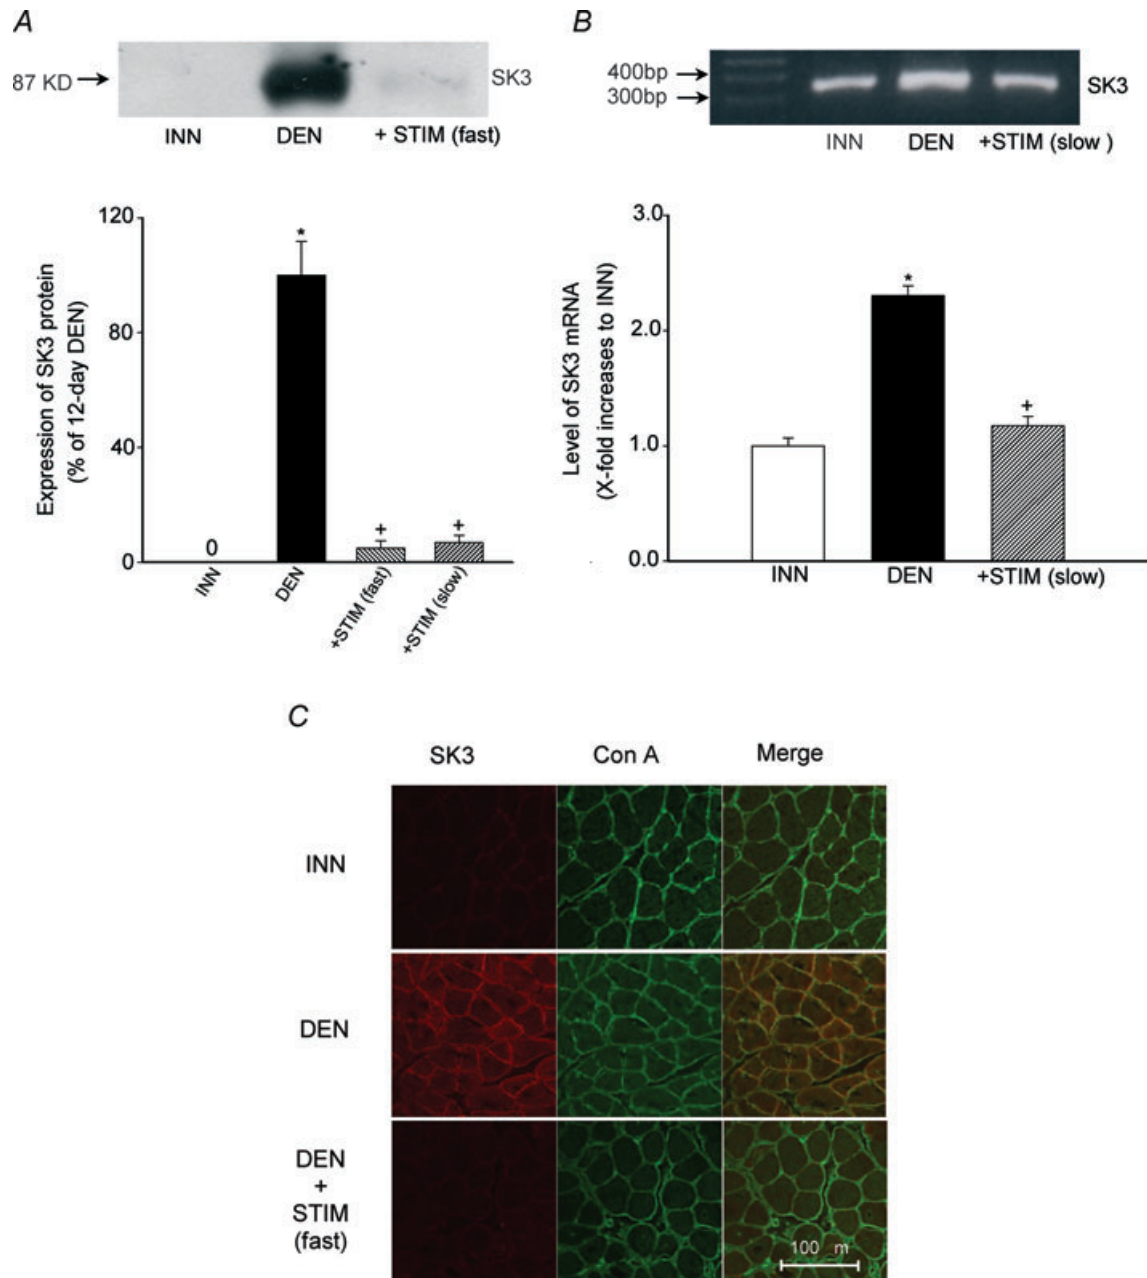 A
87 KD
SK3
INN DEN + STIM (fast)
Expression of SK3 protein
(% of 12-day DEN)
120
80
40
0
0
*
+
+
INN
DEN
+STIM (fast)
+STIM (slow)
B
400bp
300bp
SK3
INN DEN +STIM (slow )
Level of SK3 mRNA
(X-fold increases to INN)
3.0
2.0
1.0
0.0
*
+
INN DEN +STIM (slow)
C
SK3 Con A Merge
INN
DEN
DEN
+
STIM
(fast)
100 m